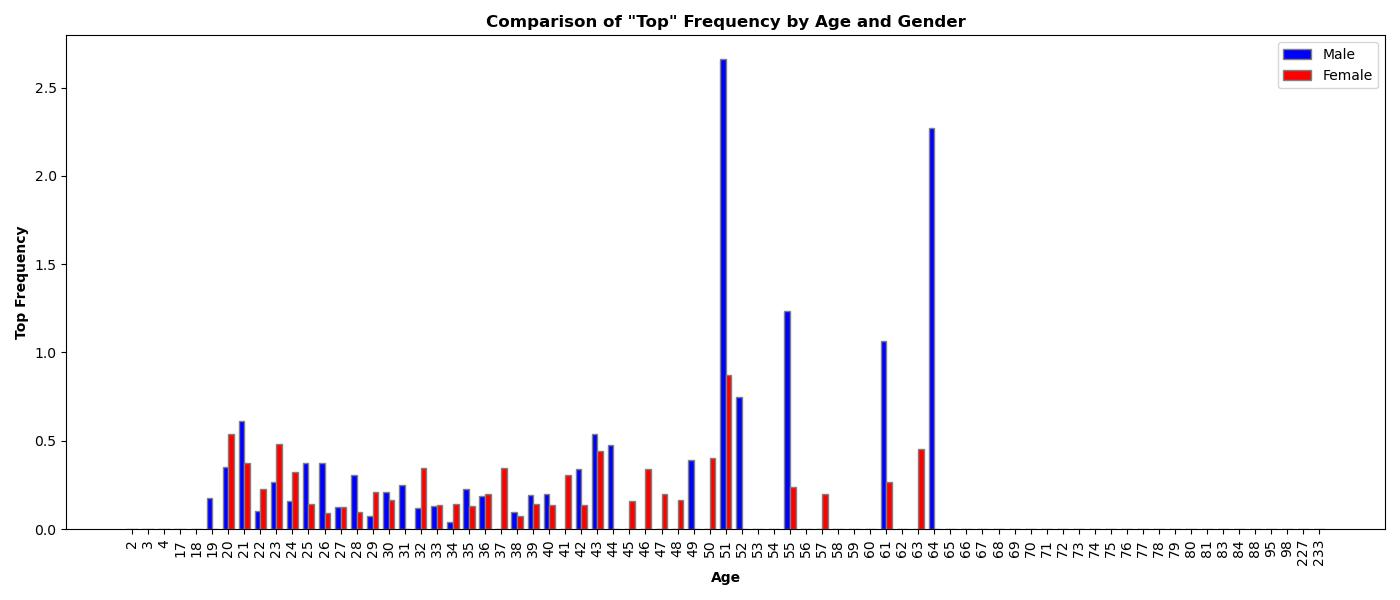 Comparison of "Top" Frequency by Age and Gender
Male
Female
Top Frequency
2.5
2.0
1.5
1.0
0.5
0.0
2 3 4 17 18 19 20 21 22 23 24 25 26 27 28 29 30 31 32 33 34 35 36 37 38 39 40 41 42 43 44 45 46 47 48 49 50 51 52 53 54 55 56 57 58 59 60 61 62 63 64 65 66 67 68 69 70 71 72 73 74 75 76 77 78 79 80 81 83 84 88 95 98 227 233
Age